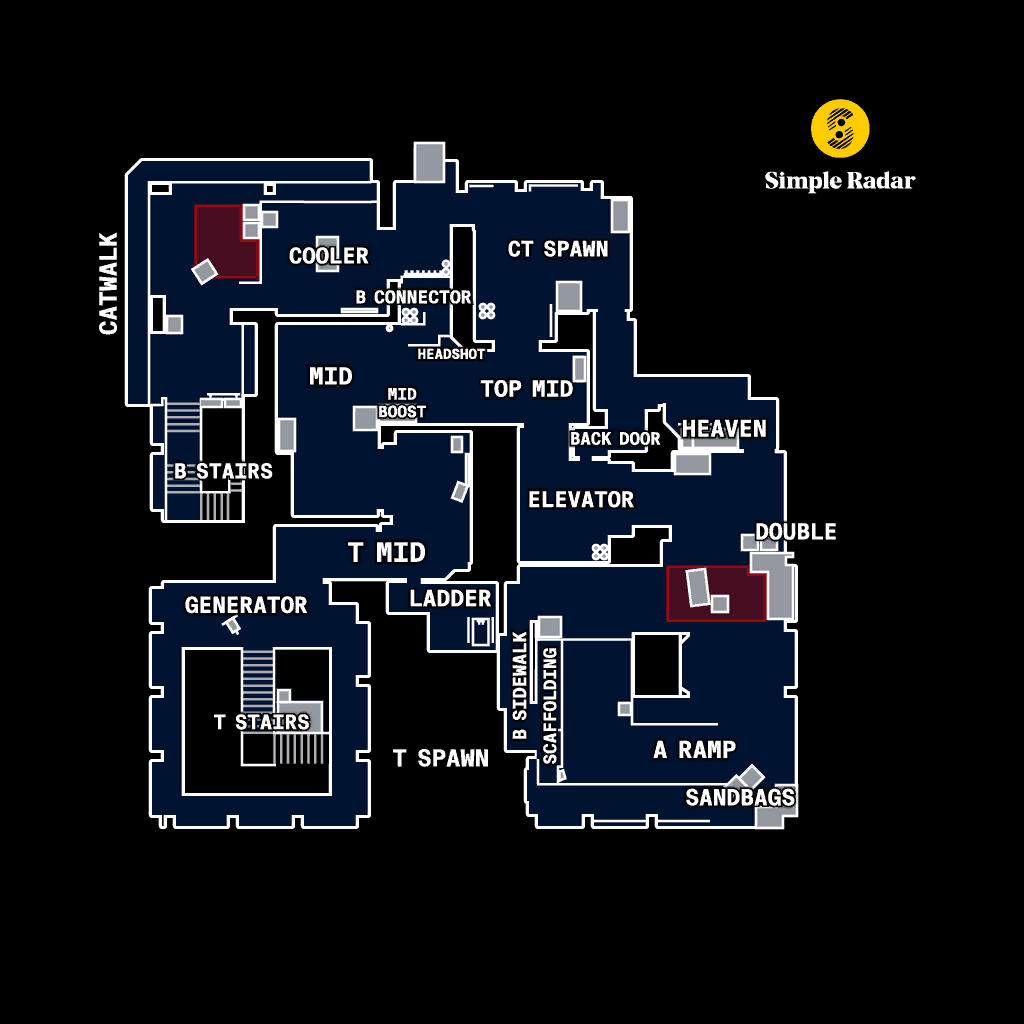 Simple Radar
CATWALK
COOLER
CT SPAWN
B CONNECTOR
HEADSHOT
MID
MID
BOOST
TOP MID
BACK DOOR
HEAVEN
B STAIRS
ELEVATOR
DOUBLE
T MID
GENERATOR
LADDER
B SIDEWALK
SCAFFOLDING
T STAIRS
T SPAWN
A RAMP
SANDBAGS